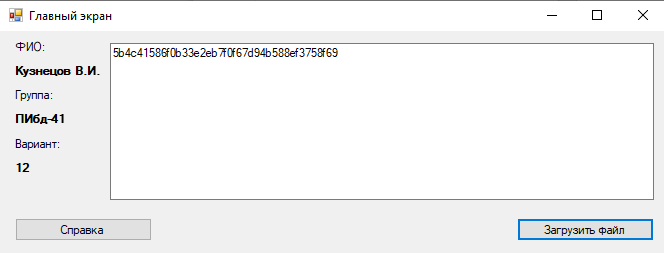 Главный экран
ФИО:
Кузнецов В.И.
Группа:
ПИбд-41
Вариант:
12
5b4c41586f0b33e2eb7f0f67d94b588ef3758f69
Справка
Загрузить файл